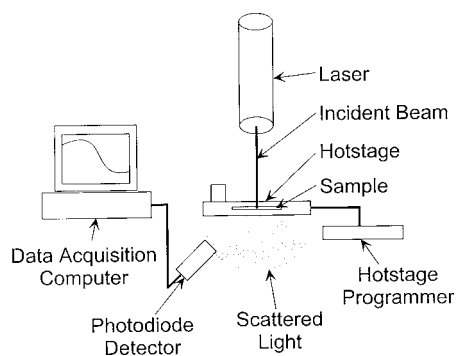 Laser
Incident Beam
Hotstage
Sample
Data Acquisition
Computer
Photodiode
Detector
Scattered
Light
Hotstage
Programmer